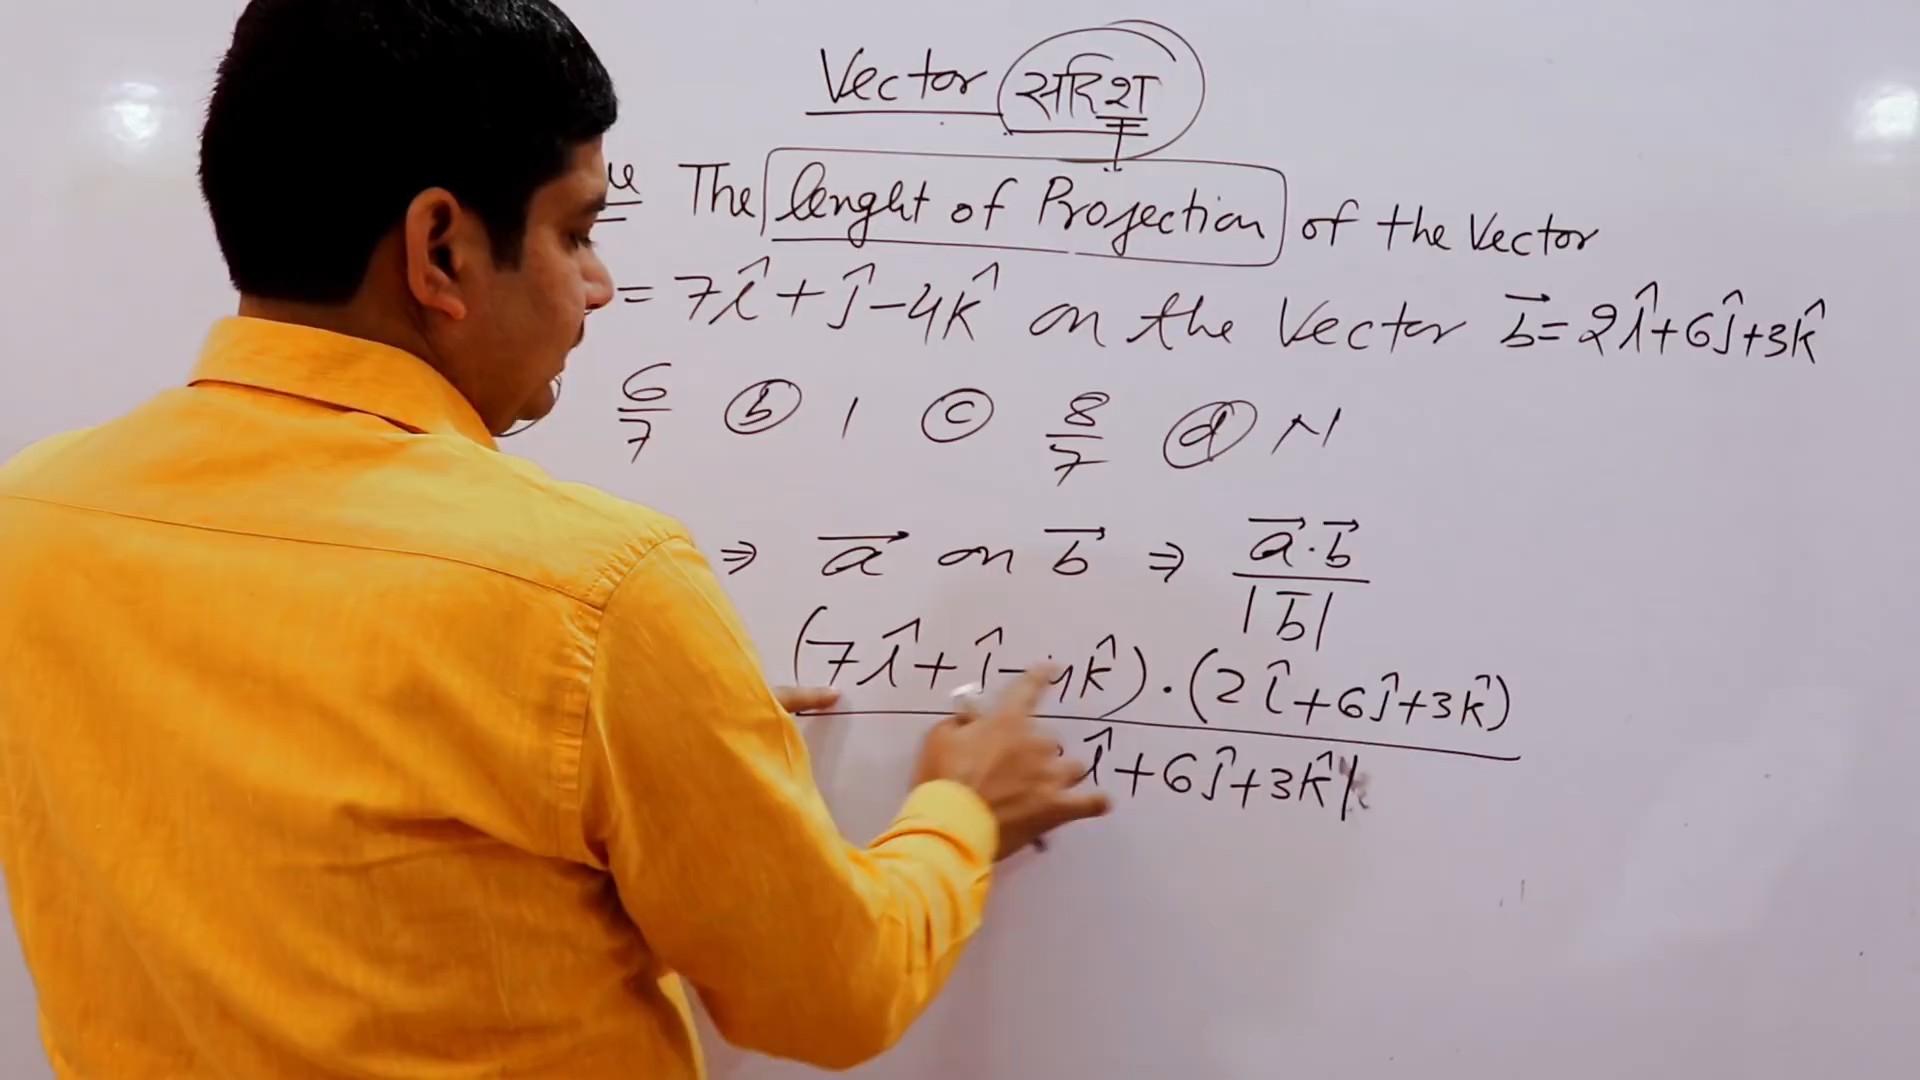 Vector सदिश
The lenght of Projection of the Vector
= 7î + ĵ - 4k̂ on the Vector b⃗ = 2î + 6ĵ + 3k̂
6/7 (b) 1 (c) 8/7 (d) N
⇒ a⃗ on b⃗ ⇒ a⃗·b⃗ / |b⃗|
(7î + ĵ - 4k̂) · (2î + 6ĵ + 3k̂)
î + 6ĵ + 3k̂|